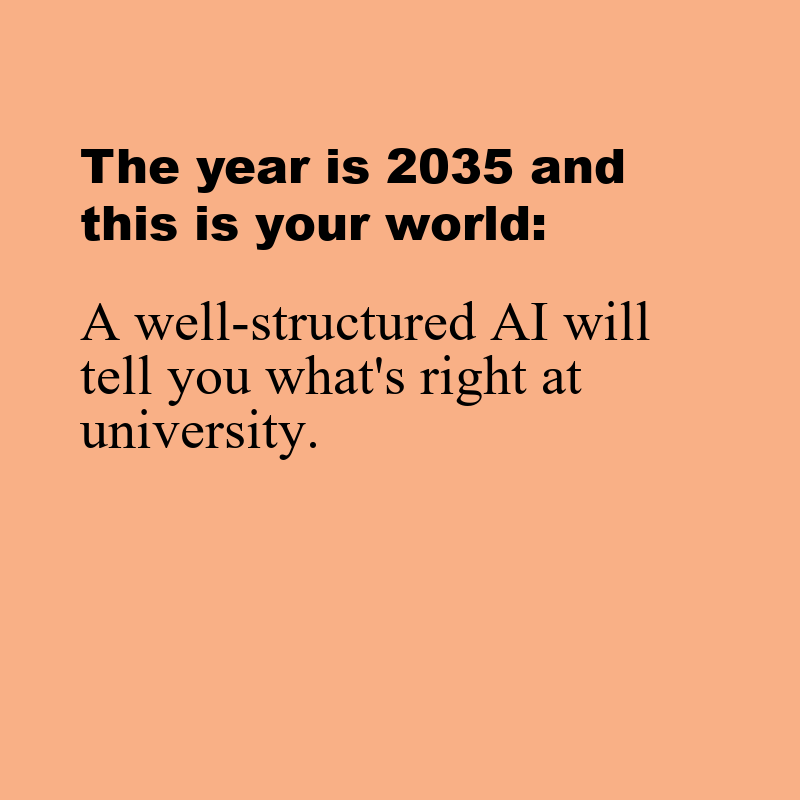 The year is 2035 and
this is your world:
A well-structured AI will
tell you what's right at
university.